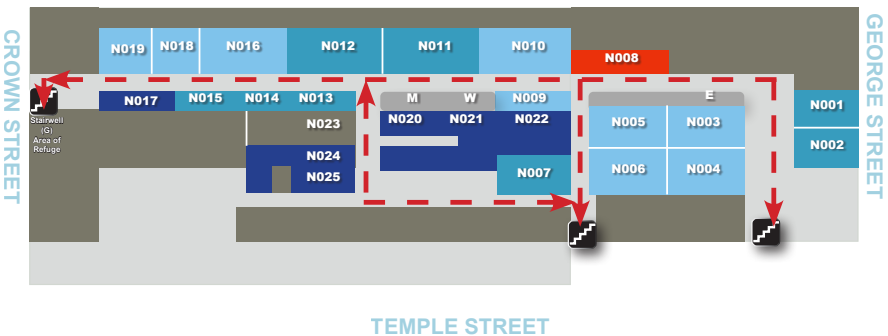 CROWN STREET
GEORGE STREET
N019
N018
N016
N012
N011
N010
N008
N017
N015
N014
N013
M
W
N009
E
N001
Stairwell
(G)
Area of
Refuge
N023
N020
N021
N022
N005
N003
N002
N024
N025
N007
N006
N004
TEMPLE STREET